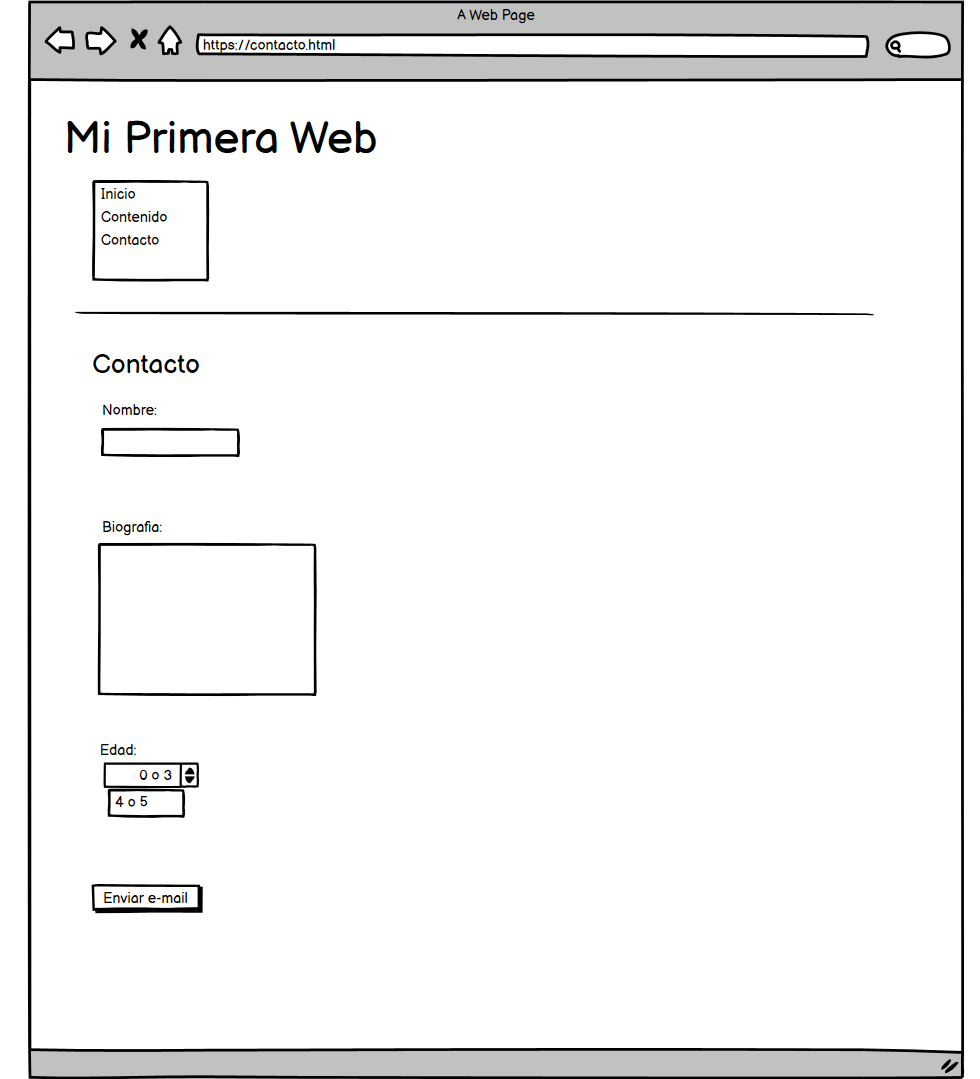 A Web Page
https://contacto.html
Mi Primera Web
Inicio
Contenido
Contacto
Contacto
Nombre:
Biografia:
Edad:
0 o 3
4 o 5
Enviar e-mail